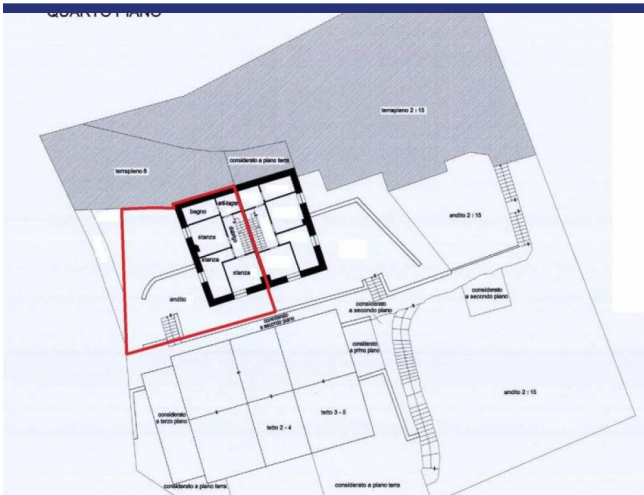 QUARTO PIANO
terrapieno 2 ÷ 15
considerato a piano terra
terrapieno 8
anti-bagno
bagno
stanza
stanza
stanza
andito
andito 2 ÷ 15
considerato
a secondo piano
considerato
a secondo piano
considerato
a secondo piano
considerato
a primo piano
andito 2 ÷ 15
considerato
a terzo piano
tetto 3 - 5
tetto 2 - 4
considerato a piano terra
considerato a piano terra